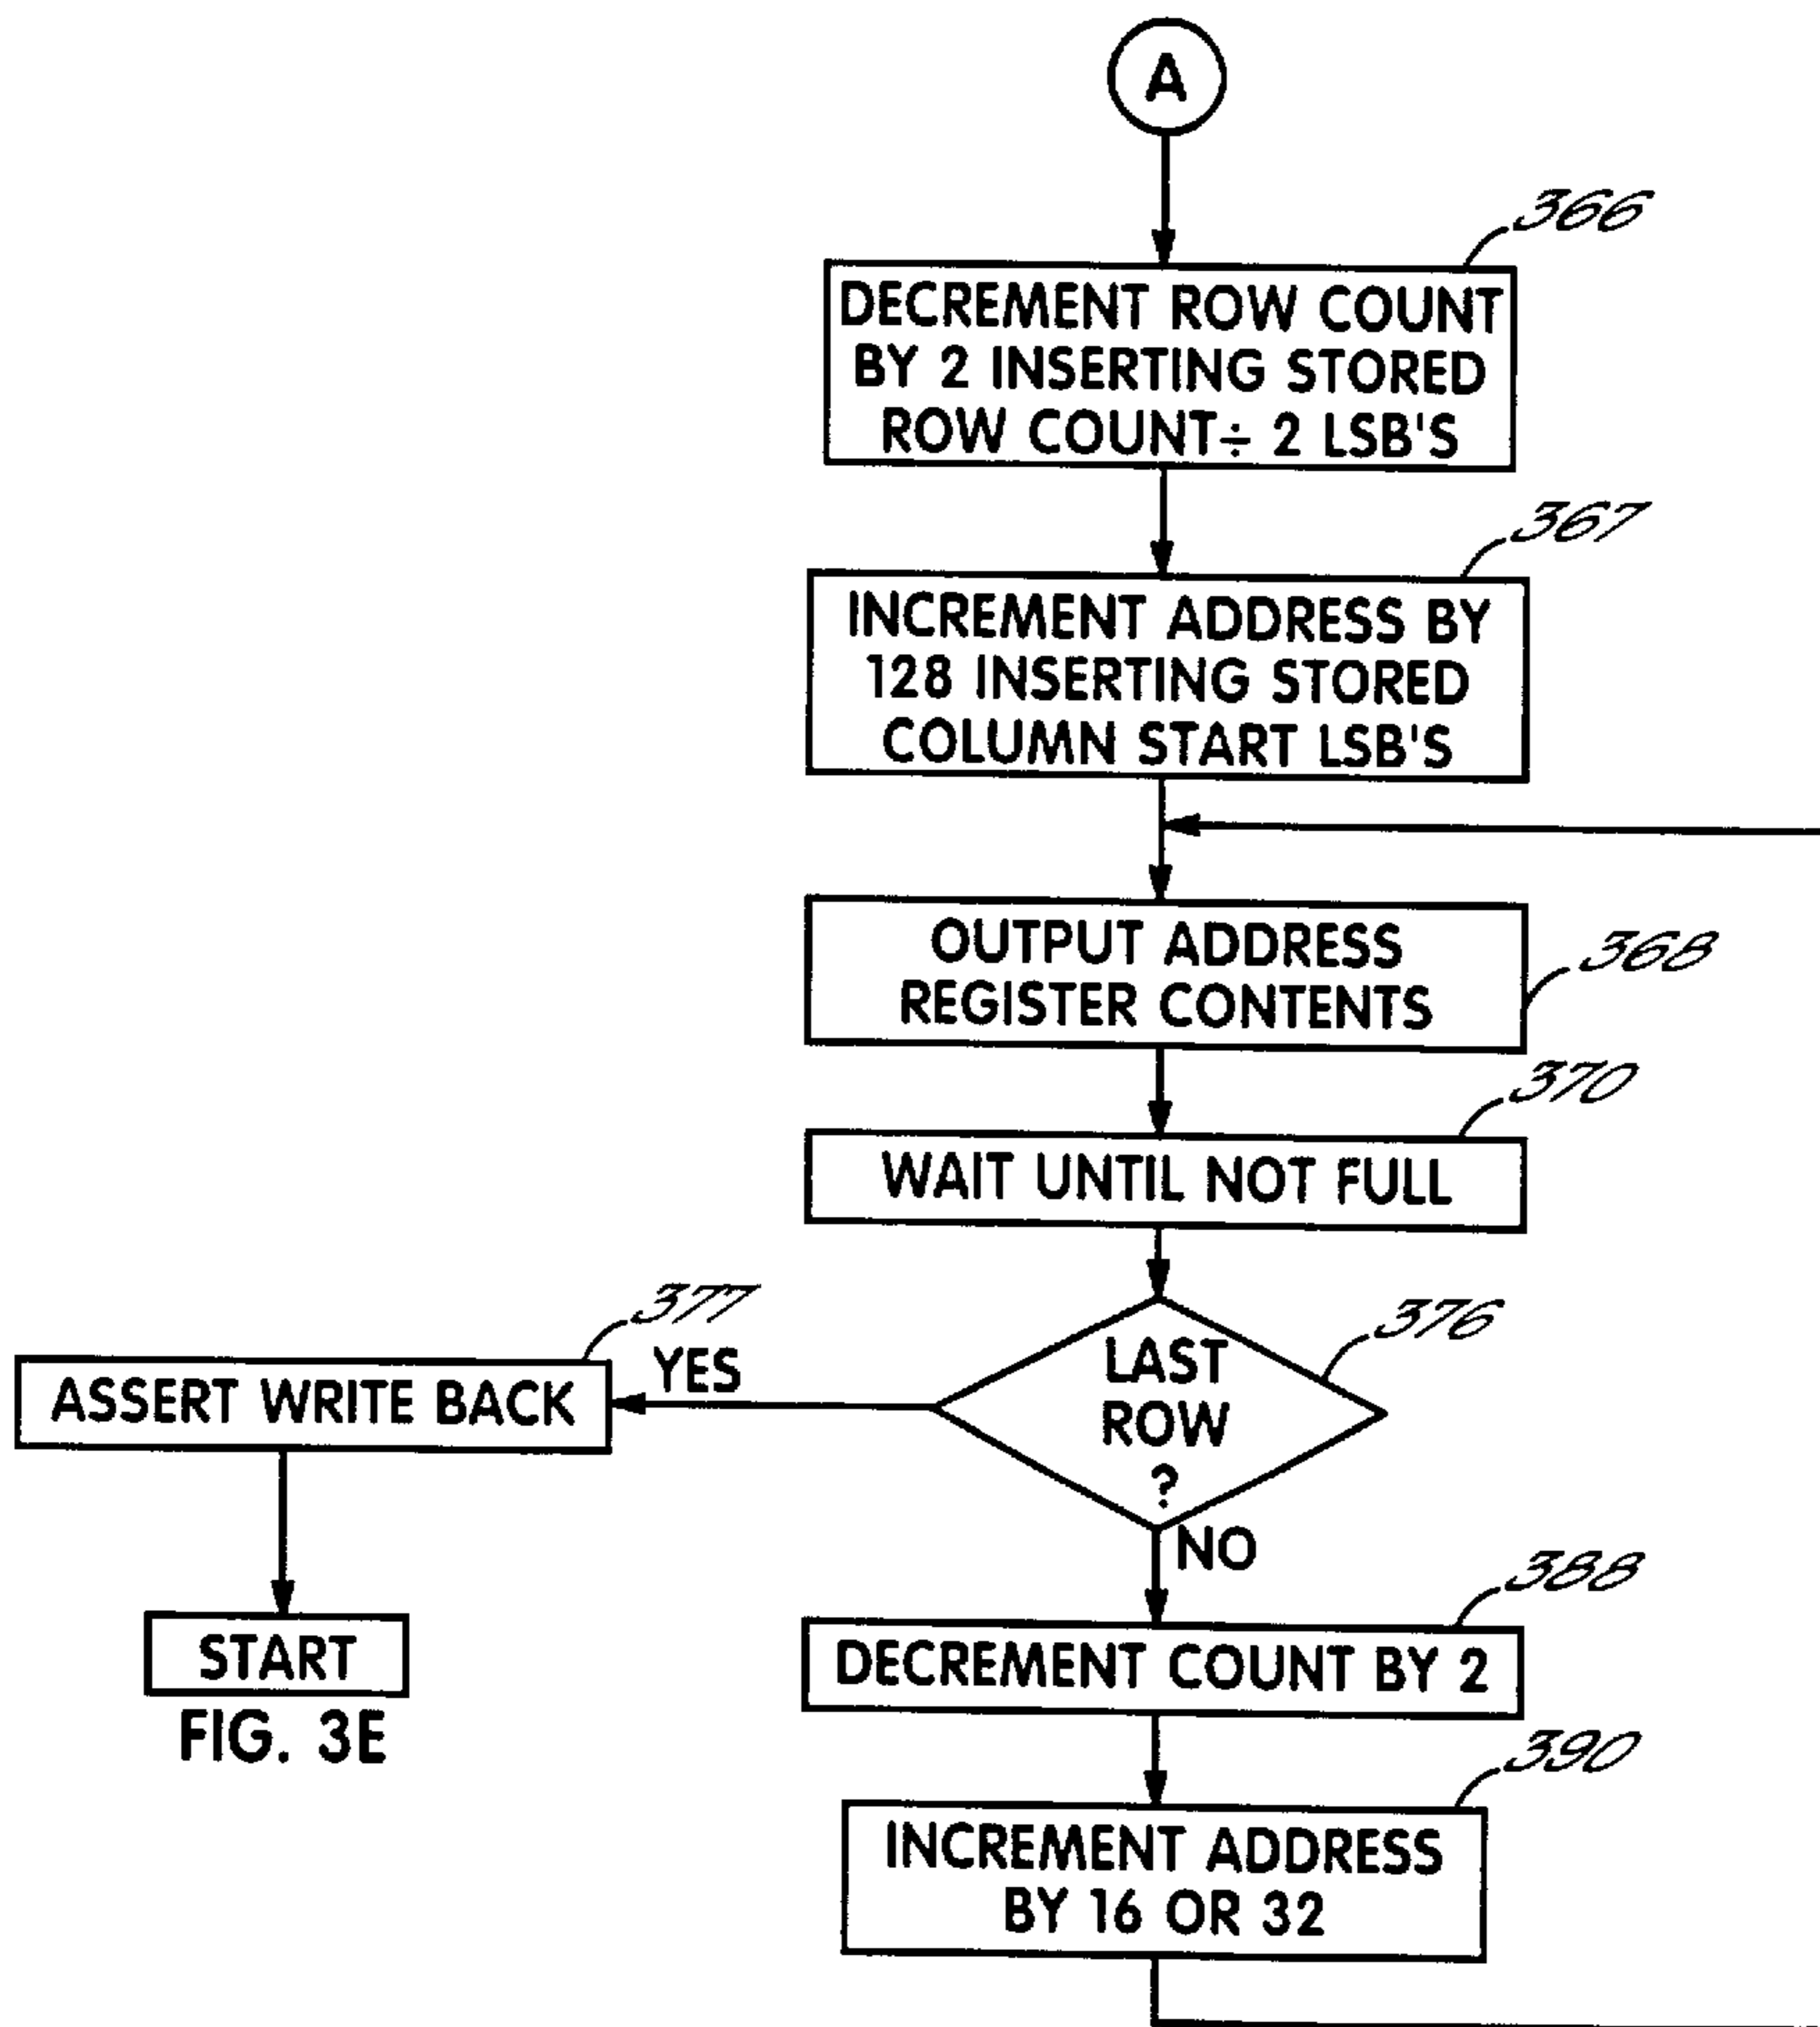 A
366
DECREMENT ROW COUNT
BY 2 INSERTING STORED
ROW COUNT÷ 2 LSB'S
367
INCREMENT ADDRESS BY
128 INSERTING STORED
COLUMN START LSB'S
OUTPUT ADDRESS
REGISTER CONTENTS
368
370
WAIT UNTIL NOT FULL
377
ASSERT WRITE BACK
YES
376
LAST
ROW
?
NO
START
FIG. 3E
388
DECREMENT COUNT BY 2
390
INCREMENT ADDRESS
BY 16 OR 32